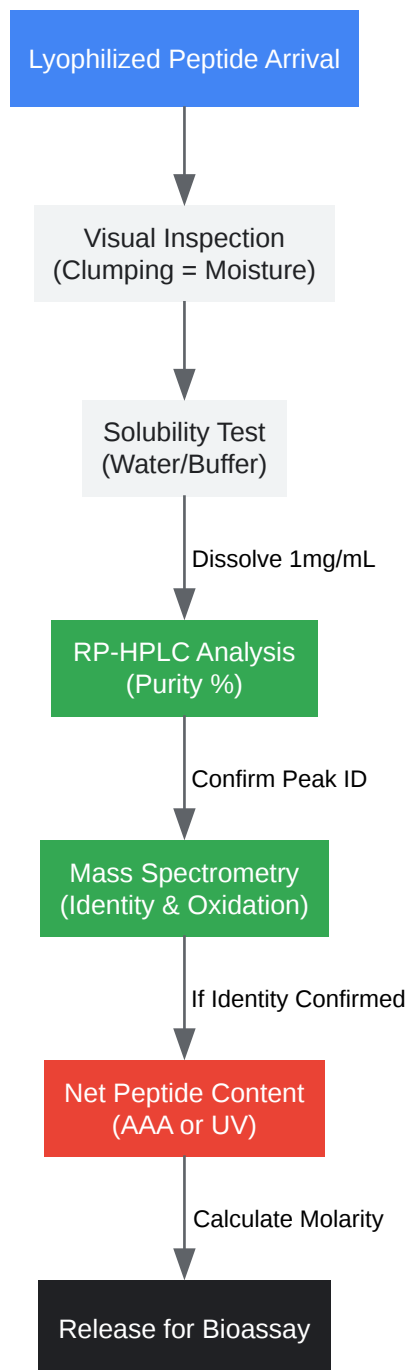 Lyophilized Peptide Arrival
Visual Inspection
(Clumping = Moisture)
Solubility Test
(Water/Buffer)
Dissolve 1mg/mL
RP-HPLC Analysis
(Purity %)
Confirm Peak ID
Mass Spectrometry
(Identity & Oxidation)
If Identity Confirmed
Net Peptide Content
(AAA or UV)
Calculate Molarity
Release for Bioassay